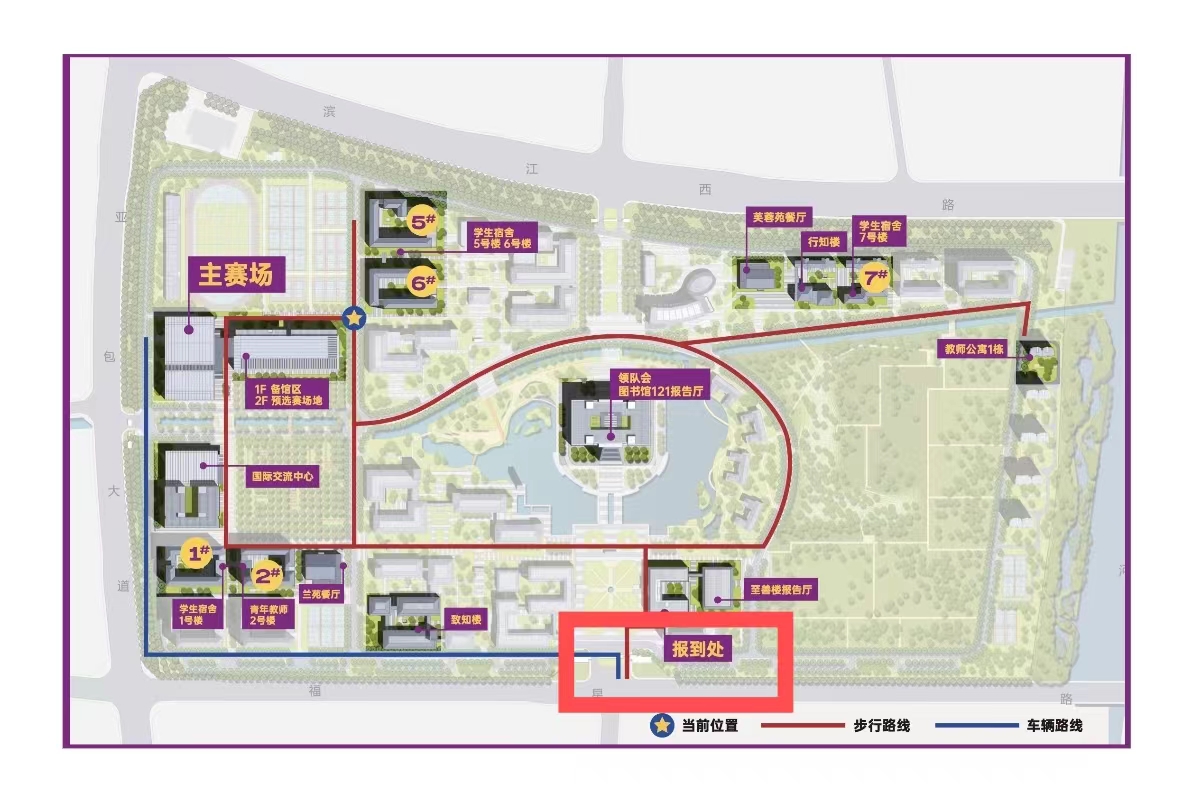 滨
江
西
路
亚
包
大
道
5#
6#
学生宿舍
5号楼 6号楼
芙蓉苑餐厅
行知楼
学生宿舍
7号楼
7#
主赛场
教师公寓1栋
1F 备馆区
2F 预选赛场地
领队会
图书馆121报告厅
国际交流中心
1#
2#
学生宿舍
1号楼
青年教师
2号楼
兰苑餐厅
致知楼
至善楼报告厅
报到处
福
路
当前位置
步行路线
车辆路线